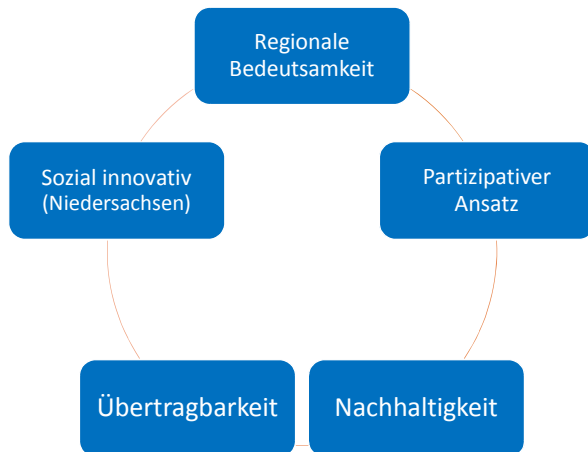 Regionale
Bedeutsamkeit
Sozial innovativ
(Niedersachsen)
Partizipativer
Ansatz
Übertragbarkeit
Nachhaltigkeit